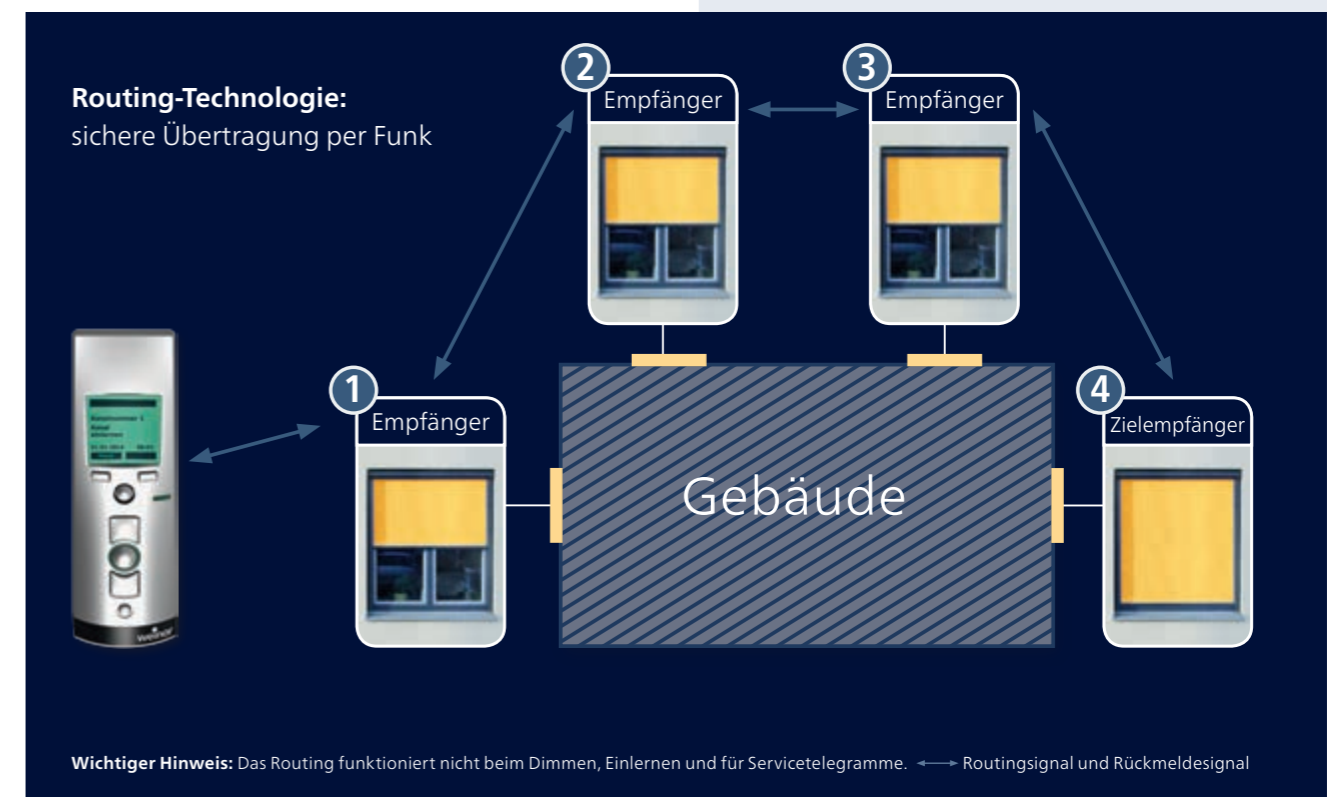 Routing-Technologie:
sichere Übertragung per Funk
2
Empfänger
3
Empfänger
1
Empfänger
4
Zielempfänger
Gebäude
weinor
Wichtiger Hinweis: Das Routing funktioniert nicht beim Dimmen, Einlernen und für Servicetelegramme. ⟷ Routingsignal und Rückmeldesignal